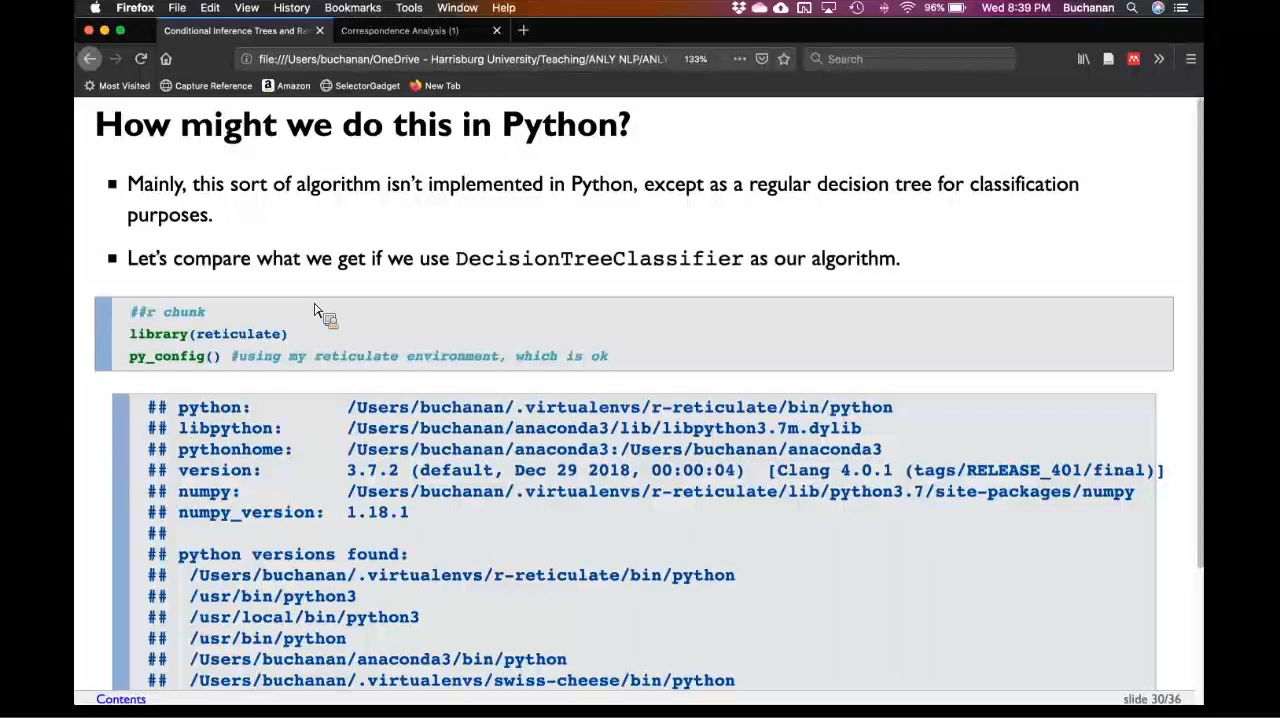 Firefox File Edit View History Bookmarks Tools Window Help 96% Wed 8:39 PM Buchanan
Conditional Inference Trees and Ra Correspondence Analysis (1)
file:///Users/buchanan/OneDrive - Harrisburg University/Teaching/ANLY NLP/ANLY 133% Search
Most Visited Capture Reference Amazon SelectorGadget New Tab
How might we do this in Python?
Mainly, this sort of algorithm isn't implemented in Python, except as a regular decision tree for classification
purposes.
Let's compare what we get if we use DecisionTreeClassifier as our algorithm.
##r chunk
library(reticulate)
py_config() #using my reticulate environment, which is ok
## python: /Users/buchanan/.virtualenvs/r-reticulate/bin/python
## libpython: /Users/buchanan/anaconda3/lib/libpython3.7m.dylib
## pythonhome: /Users/buchanan/anaconda3:/Users/buchanan/anaconda3
## version: 3.7.2 (default, Dec 29 2018, 00:00:04) [Clang 4.0.1 (tags/RELEASE_401/final)]
## numpy: /Users/buchanan/.virtualenvs/r-reticulate/lib/python3.7/site-packages/numpy
## numpy_version: 1.18.1
##
## python versions found:
## /Users/buchanan/.virtualenvs/r-reticulate/bin/python
## /usr/bin/python3
## /usr/local/bin/python3
## /usr/bin/python
## /Users/buchanan/anaconda3/bin/python
## /Users/buchanan/.virtualenvs/swiss-cheese/bin/python
Contents slide 30/36